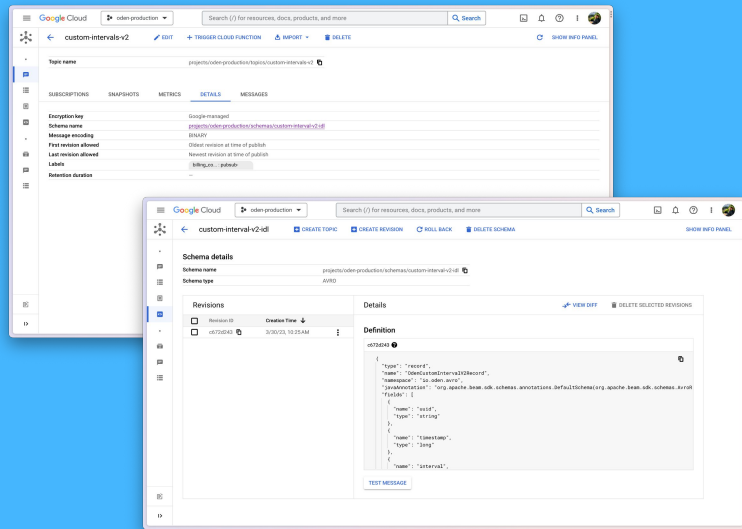 Google Cloud
oden-production
Search (/) for resources, docs, products, and more
Search
custom-intervals-v2
EDIT
TRIGGER CLOUD FUNCTION
IMPORT
DELETE
SHOW INFO PANEL
Topic name
projects/oden-production/topics/custom-intervals-v2
SUBSCRIPTIONS
SNAPSHOTS
METRICS
DETAILS
MESSAGES
Encryption key
Google-managed
Schema name
projects/oden-production/schemas/custom-interval-v2-idl
Message encoding
BINARY
First revision allowed
Oldest revision at time of publish
Last revision allowed
Newest revision at time of publish
Labels
billing_co... : pubsub-
Retention duration
—
Google Cloud
oden-production
Search (/) for resources, docs, products, and more
Search
custom-interval-v2-idl
CREATE TOPIC
CREATE REVISION
ROLL BACK
DELETE SCHEMA
SHOW INFO PANEL
Schema details
Schema name
projects/oden-production/schemas/custom-interval-v2-idl
Schema type
AVRO
Revisions
Revision ID
Creation Time
c672d243
3/30/23, 10:25 AM
Details
VIEW DIFF
DELETE SELECTED REVISIONS
Definition
c672d243
{
"type": "record",
"name": "OdenCustomIntervalV2Record",
"namespace": "io.oden.avro",
"javaAnnotation": "org.apache.beam.sdk.schemas.annotations.DefaultSchema(org.apache.beam.sdk.schemas.AvroR
"fields": [
{
"name": "uuid",
"type": "string"
},
{
"name": "timestamp",
"type": "long"
},
{
"name": "interval",
TEST MESSAGE